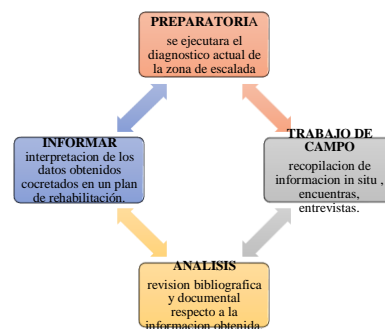 PREPARATORIA
se ejecutara el
diagnostico actual de
la zona de escalada
INFORMAR
interpretacion de los
datos obtenidos
cocretados en un plan
de rehabilitación.
TRABAJO DE
CAMPO
recopilacion de
informacion in situ ,
encuentras,
entrevistas.
ANALISIS
revision bibliografica
y documental
respecto a la
informacion obtenida.